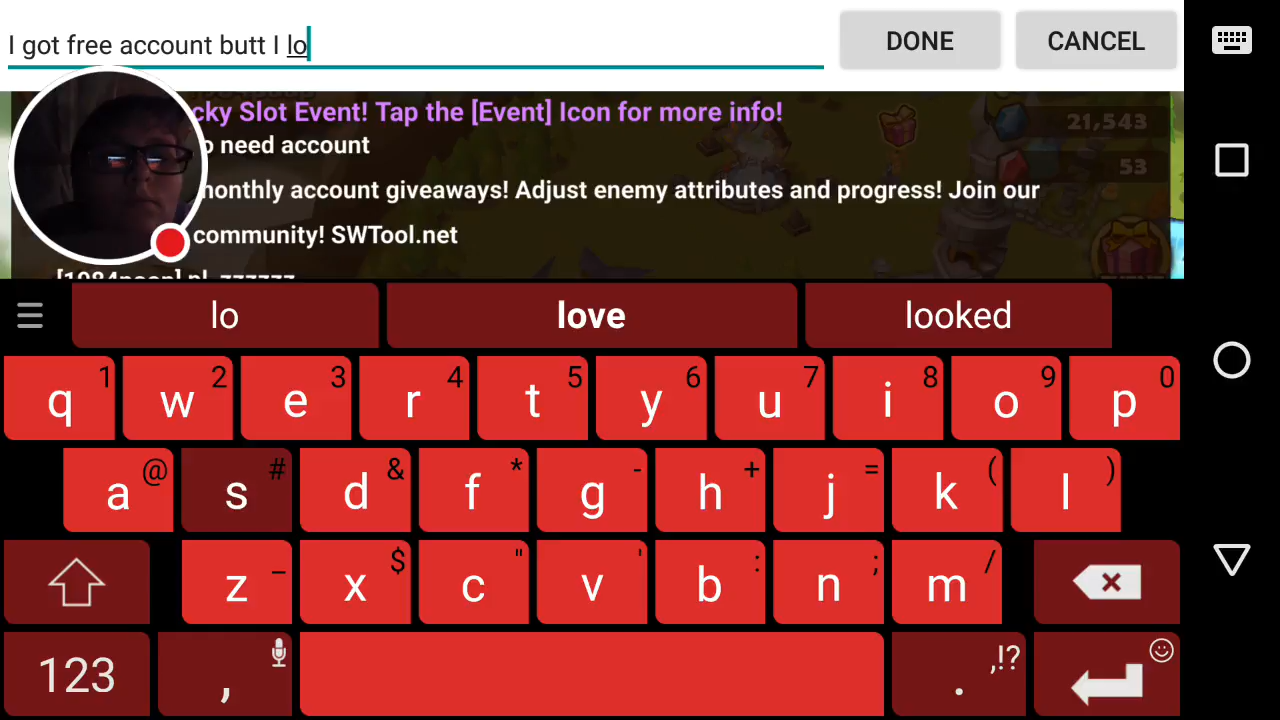 I got free account butt I lo
DONE
CANCEL
cky Slot Event! Tap the [Event] Icon for more info!
21,543
o need account
53
monthly account giveaways! Adjust enemy attributes and progress! Join our
community! SWTool.net
lo
love
looked
q 1 w 2 e 3 r 4 t 5 y 6 u 7 i 8 o 9 p 0
a @ s # d & f * g - h + j = k ( l )
z _ x $ c " v ' b : n ; m /
123 , . ,!?